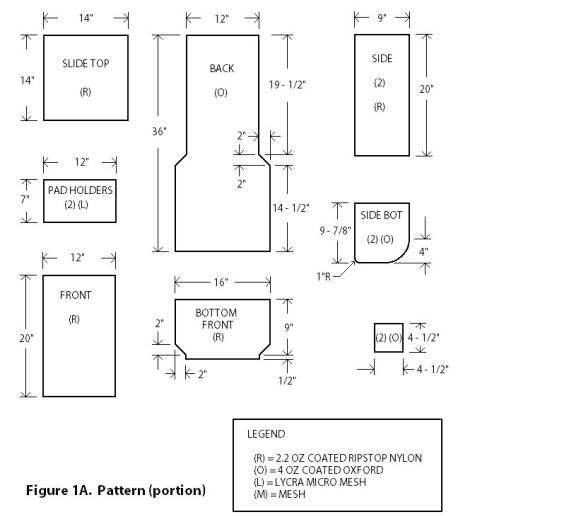 14"
14"
SLIDE TOP
(R)
12"
36"
BACK
(O)
19 - 1/2"
2"
2"
14 - 1/2"
9"
SIDE
(2)
(R)
20"
12"
7"
PAD HOLDERS
(2) (L)
9 - 7/8"
SIDE BOT
(2) (O)
4"
1"R
12"
20"
FRONT
(R)
16"
BOTTOM
FRONT
(R)
2"
9"
2"
1/2"
(2) (O)
4 - 1/2"
4 - 1/2"
LEGEND
(R) = 2.2 OZ COATED RIPSTOP NYLON
(O) = 4 OZ COATED OXFORD
(L) = LYCRA MICRO MESH
(M) = MESH
Figure 1A. Pattern (portion)